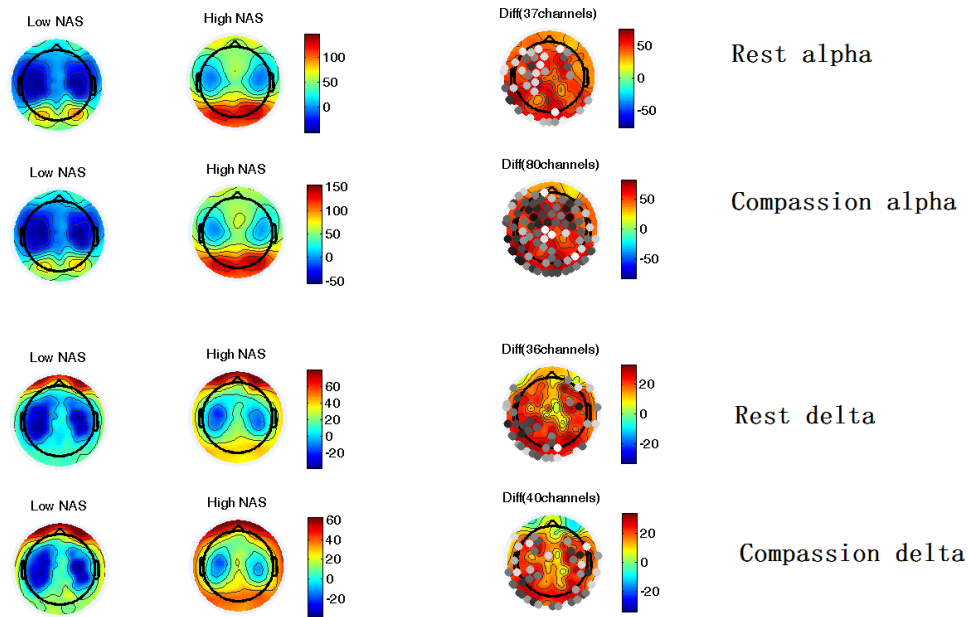 Low NAS
High NAS
Diff(37channels)
Rest alpha
100
50
0
50
0
-50
Low NAS
High NAS
Diff(80channels)
Compassion alpha
150
100
50
0
-50
50
0
-50
Low NAS
High NAS
Diff(36channels)
Rest delta
60
40
20
0
-20
20
0
-20
Low NAS
High NAS
Diff(40channels)
Compassion delta
60
40
20
0
-20
20
0
-20